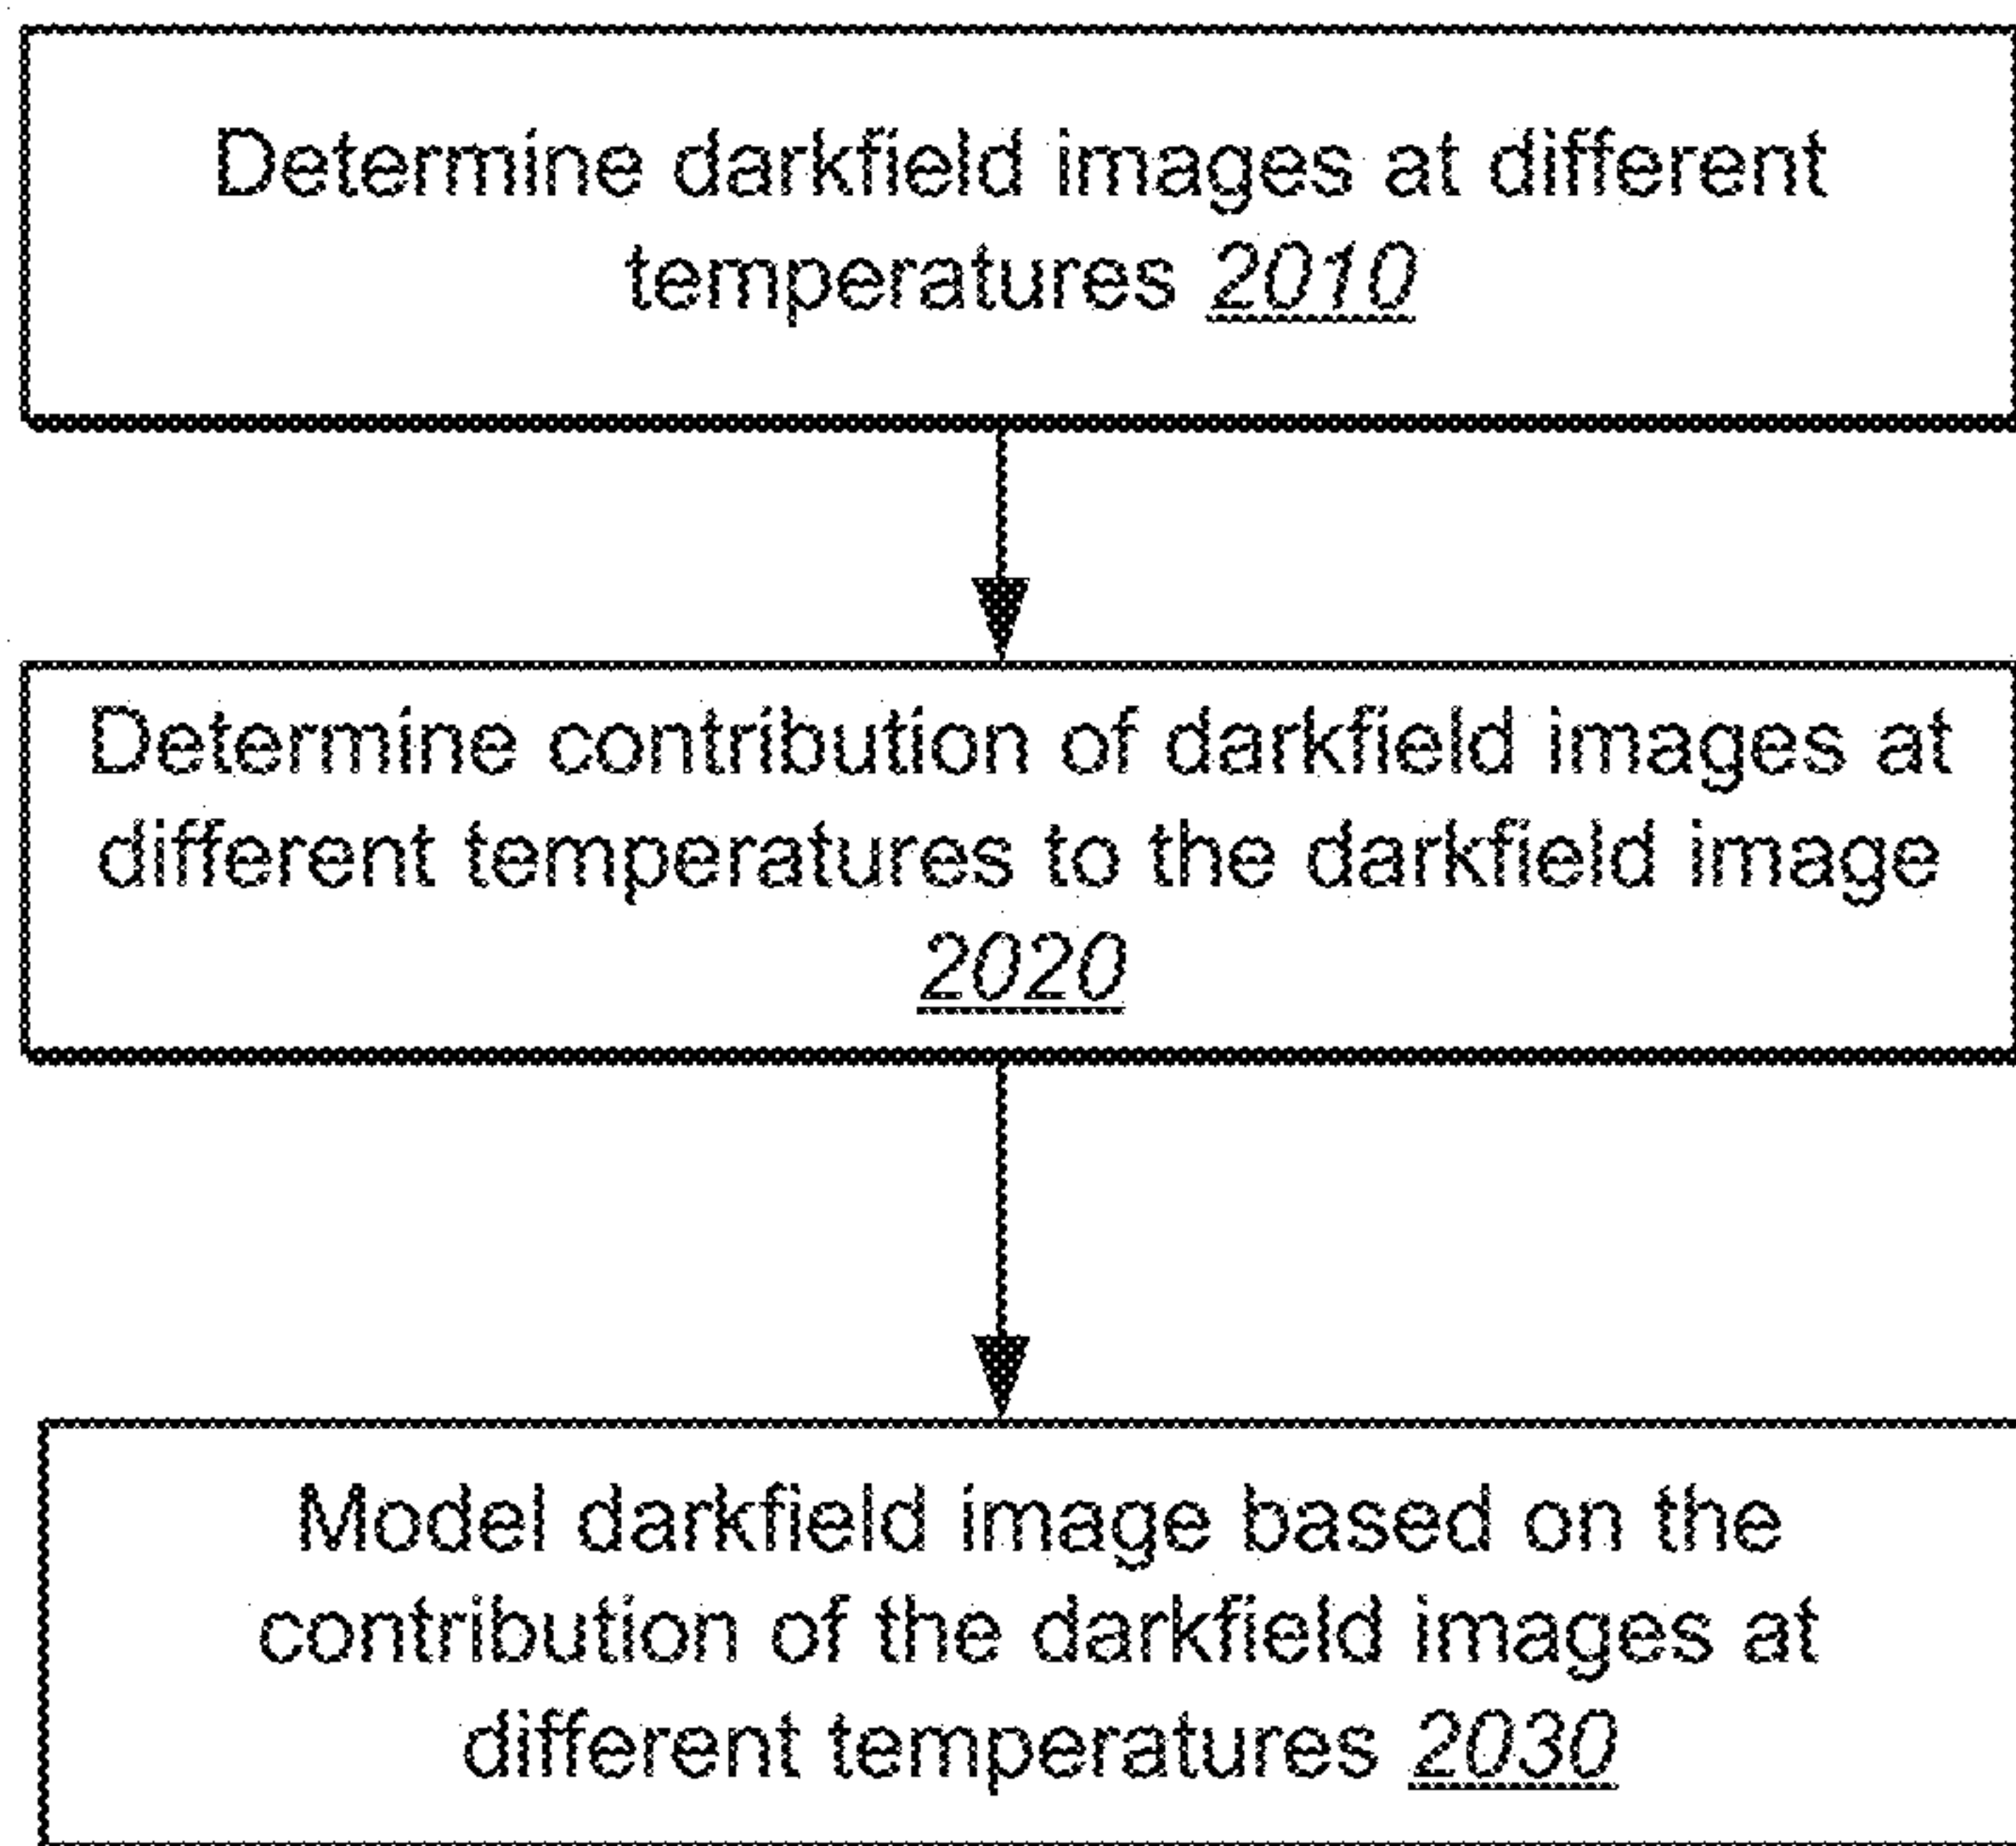 Determine darkfield images at different
temperatures 2010
Determine contribution of darkfield images at
different temperatures to the darkfield image
2020
Model darkfield image based on the
contribution of the darkfield images at
different temperatures 2030